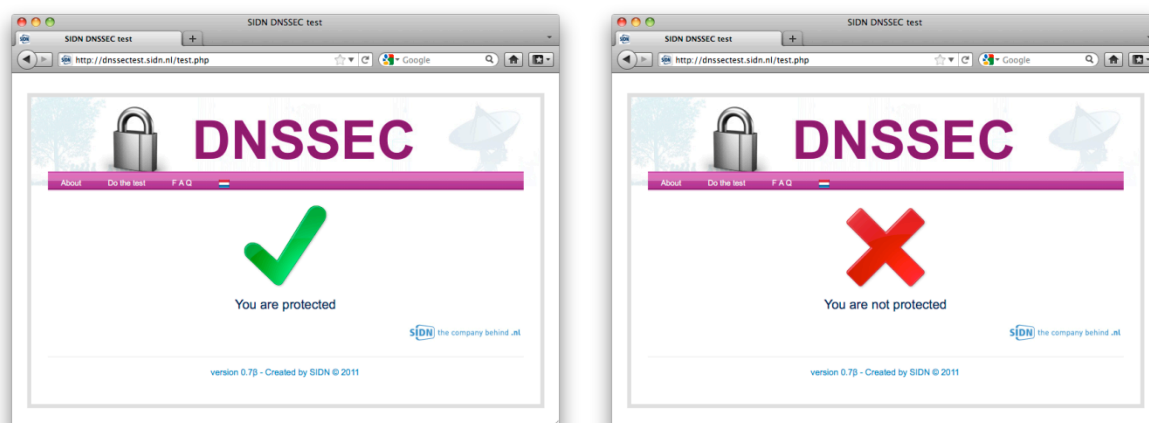 SIDN DNSSEC test
SIDN DNSSEC test
http://dnssectest.sidn.nl/test.php
Google
DNSSEC
About Do the test F A Q
You are protected
SIDN the company behind .nl
version 0.7β - Created by SIDN © 2011
SIDN DNSSEC test
SIDN DNSSEC test
http://dnssectest.sidn.nl/test.php
Google
DNSSEC
About Do the test F A Q
You are not protected
SIDN the company behind .nl
version 0.7β - Created by SIDN © 2011